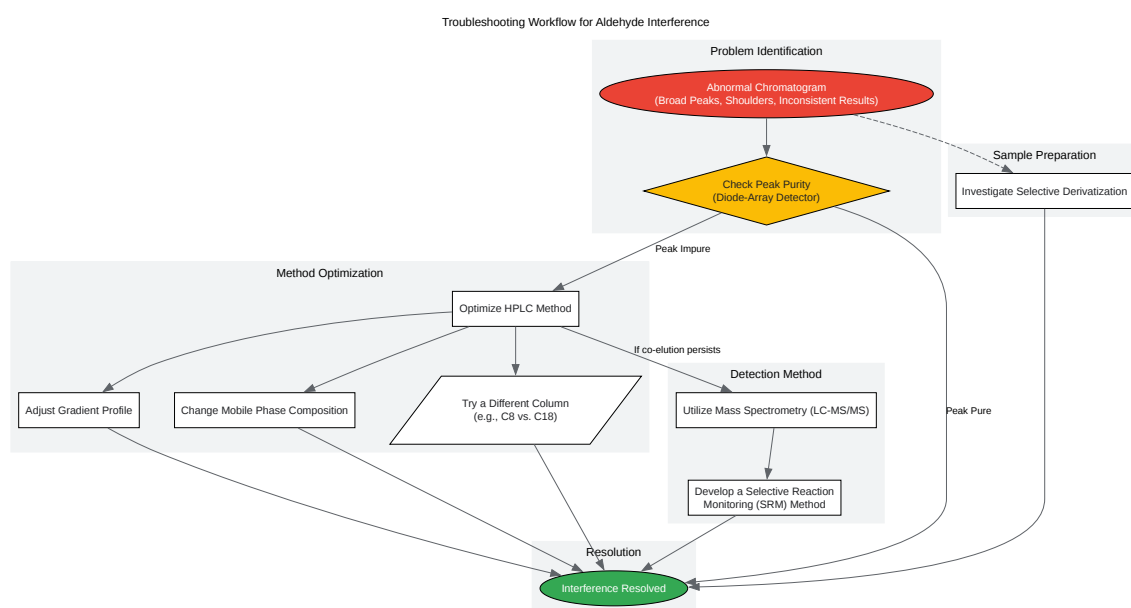 Troubleshooting Workflow for Aldehyde Interference
Problem Identification
Abnormal Chromatogram
(Broad Peaks, Shoulders, Inconsistent Results)
Sample Preparation
Check Peak Purity
(Diode-Array Detector)
Investigate Selective Derivatization
Peak Impure
Method Optimization
Optimize HPLC Method
If co-elution persists
Detection Method
Adjust Gradient Profile
Change Mobile Phase Composition
Try a Different Column
(e.g., C8 vs. C18)
Utilize Mass Spectrometry (LC-MS/MS)
Peak Pure
Develop a Selective Reaction
Monitoring (SRM) Method
Resolution
Interference Resolved